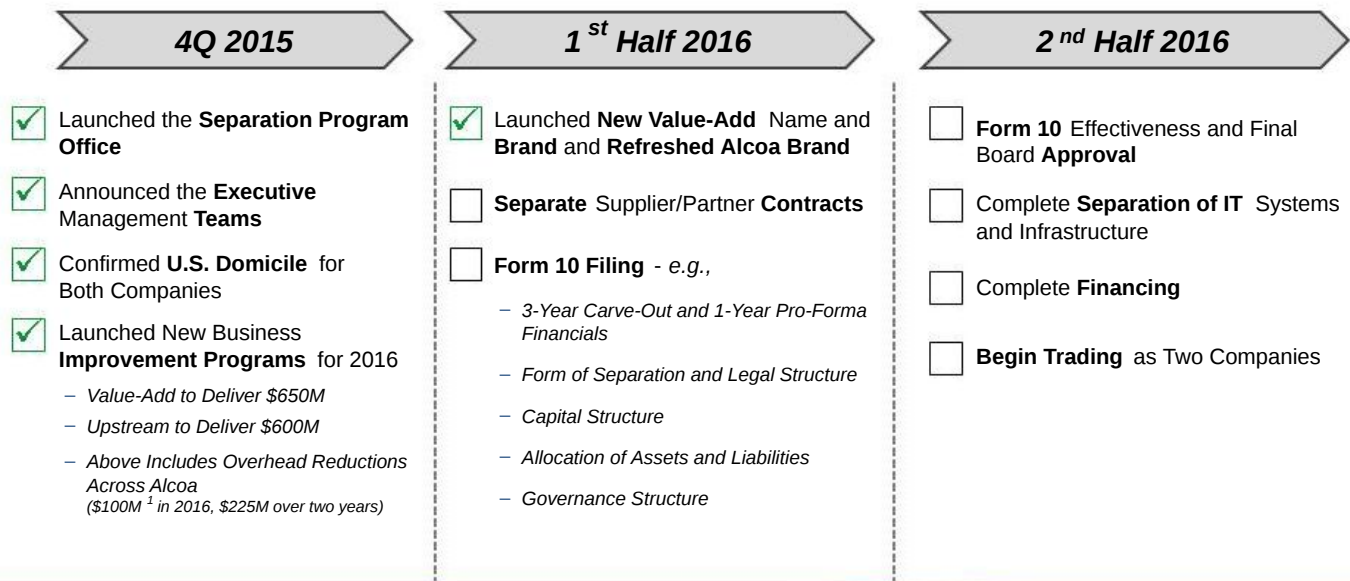 4Q 2015
1 st Half 2016
2 nd Half 2016
Launched the Separation Program
Office
Announced the Executive
Management Teams
Confirmed U.S. Domicile for
Both Companies
Launched New Business
Improvement Programs for 2016
– Value-Add to Deliver $650M
– Upstream to Deliver $600M
– Above Includes Overhead Reductions
Across Alcoa
($100M 1 in 2016, $225M over two years)
Launched New Value-Add Name and
Brand and Refreshed Alcoa Brand
Separate Supplier/Partner Contracts
Form 10 Filing - e.g.,
– 3-Year Carve-Out and 1-Year Pro-Forma
Financials
– Form of Separation and Legal Structure
– Capital Structure
– Allocation of Assets and Liabilities
– Governance Structure
Form 10 Effectiveness and Final
Board Approval
Complete Separation of IT Systems
and Infrastructure
Complete Financing
Begin Trading as Two Companies